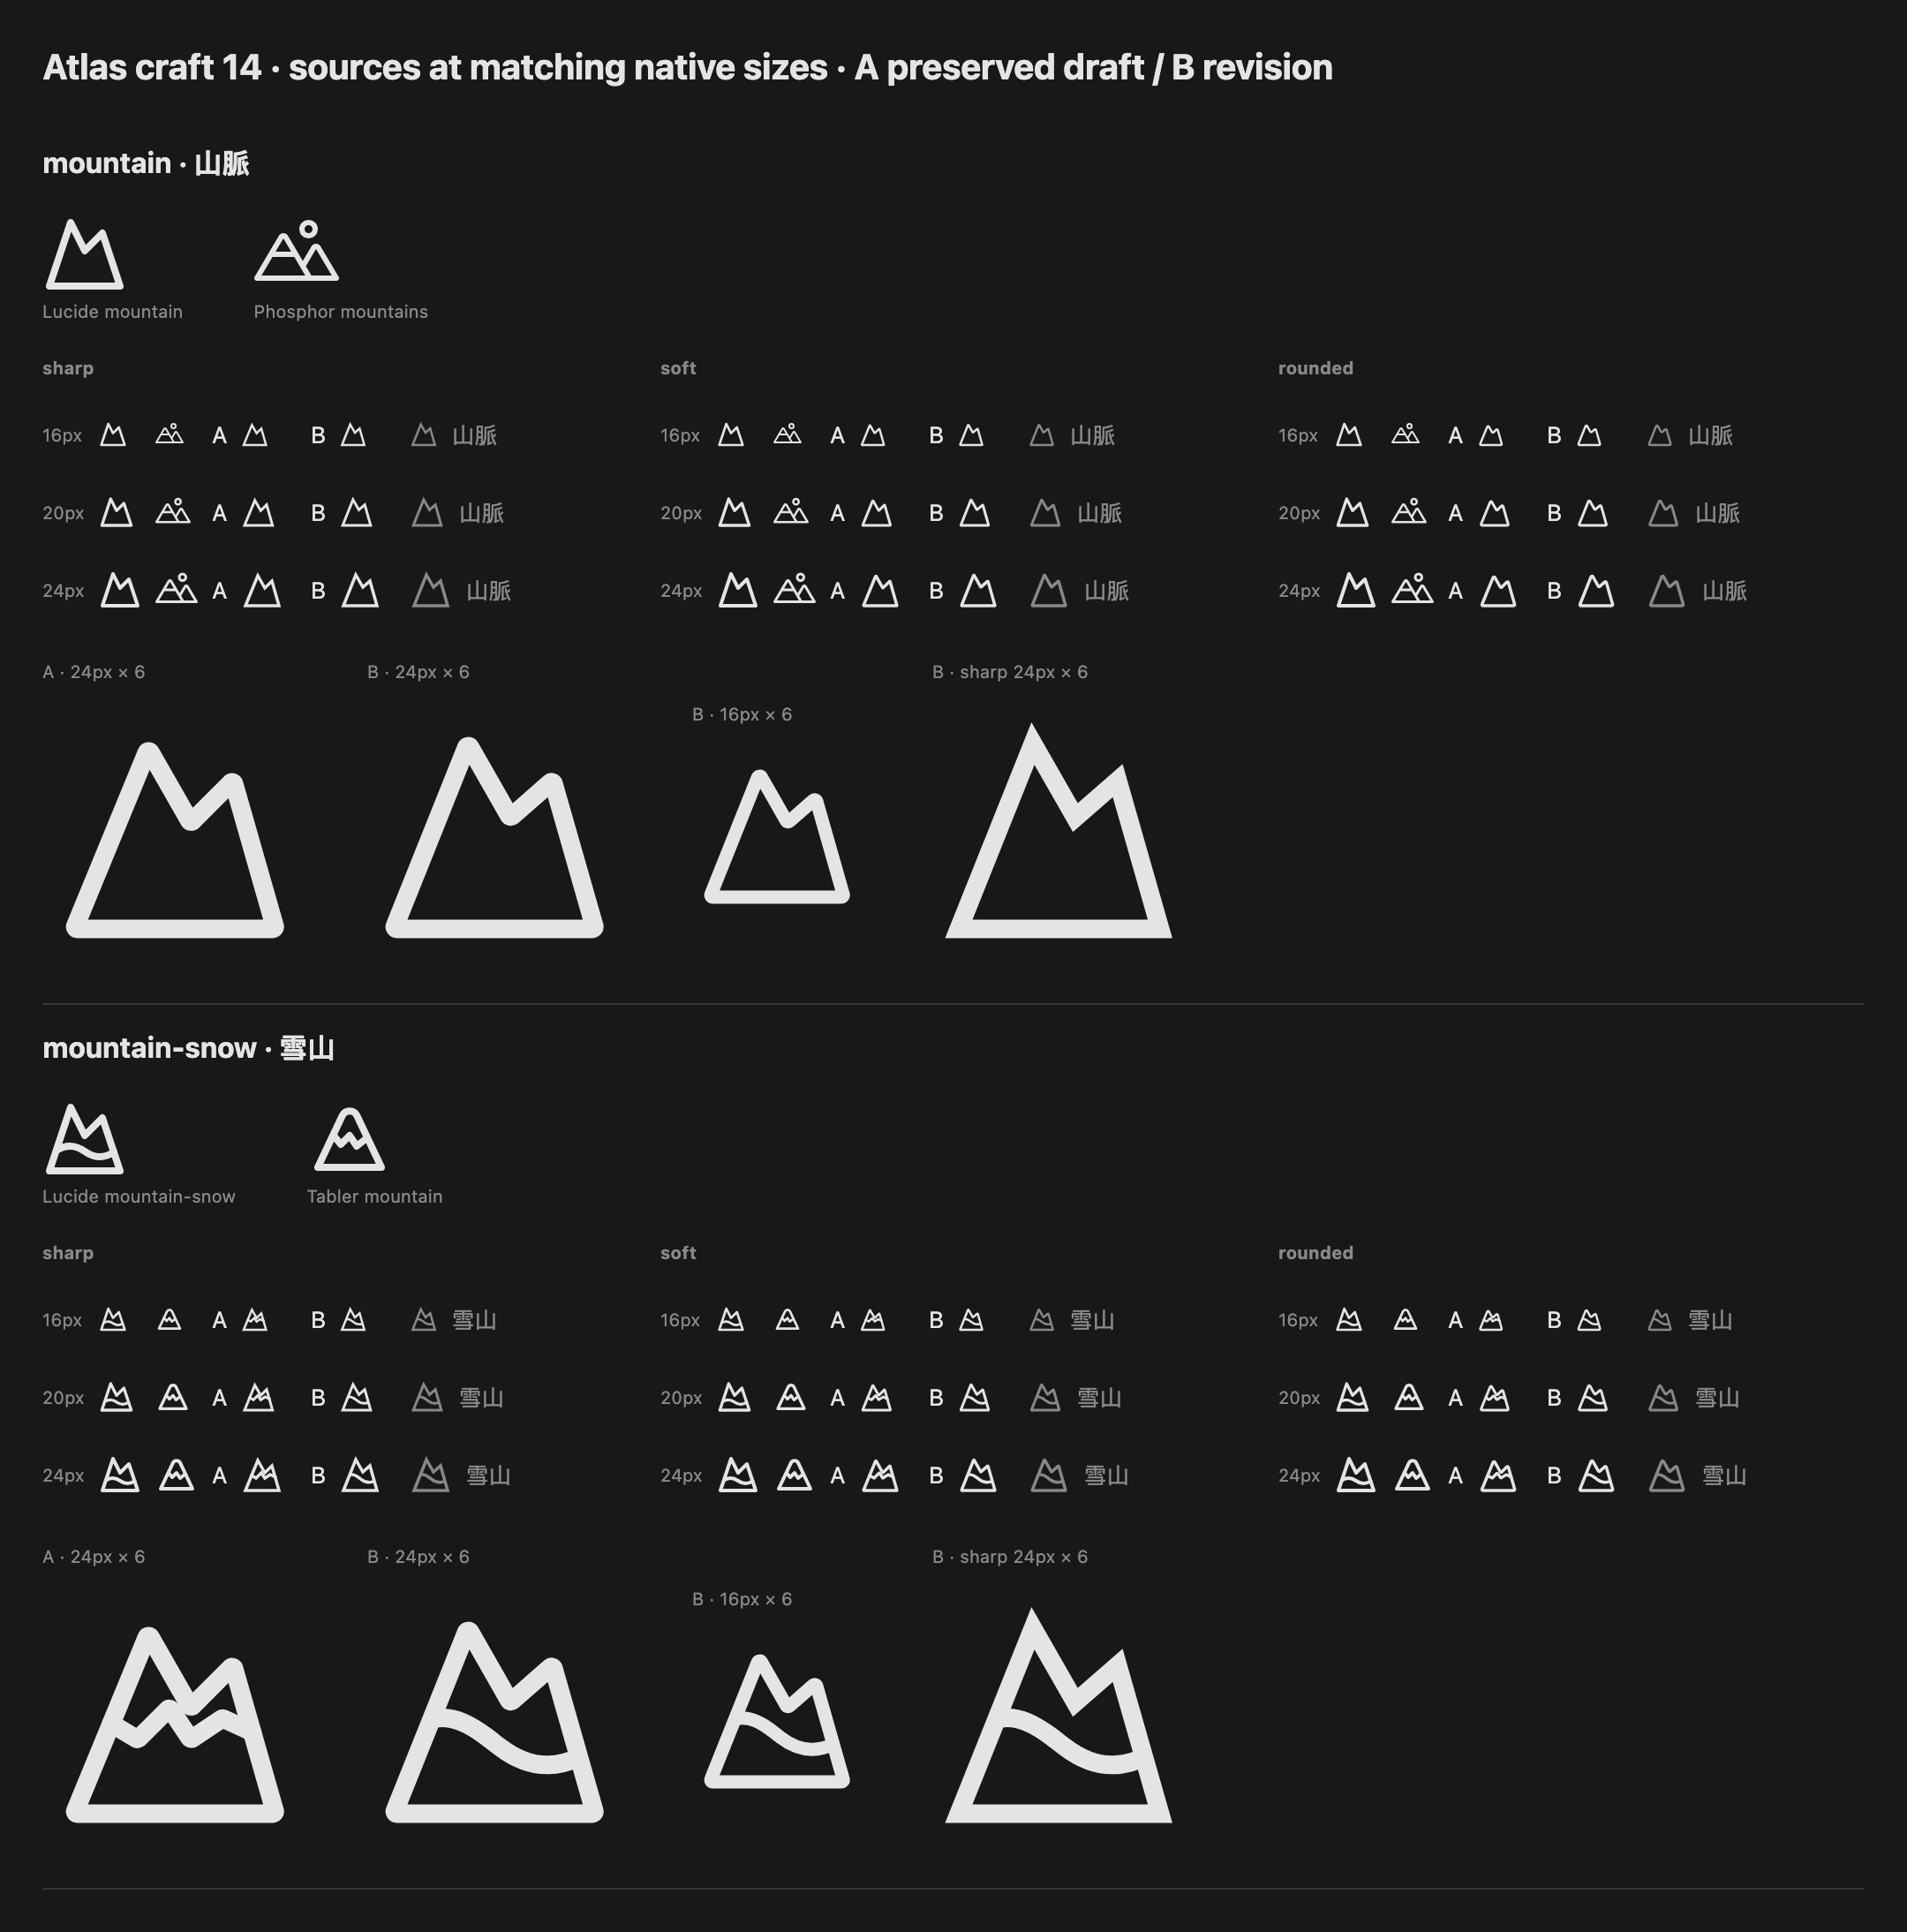 Atlas craft 14 · sources at matching native sizes · A preserved draft / B revision
mountain · 山脈
Lucide mountain
Phosphor mountains
sharp
soft
rounded
16px A B 山脈
16px A B 山脈
16px A B 山脈
20px A B 山脈
20px A B 山脈
20px A B 山脈
24px A B 山脈
24px A B 山脈
24px A B 山脈
A · 24px × 6
B · 24px × 6
B · 16px × 6
B · sharp 24px × 6
mountain-snow · 雪山
Lucide mountain-snow
Tabler mountain
sharp
soft
rounded
16px A B 雪山
16px A B 雪山
16px A B 雪山
20px A B 雪山
20px A B 雪山
20px A B 雪山
24px A B 雪山
24px A B 雪山
24px A B 雪山
A · 24px × 6
B · 24px × 6
B · 16px × 6
B · sharp 24px × 6